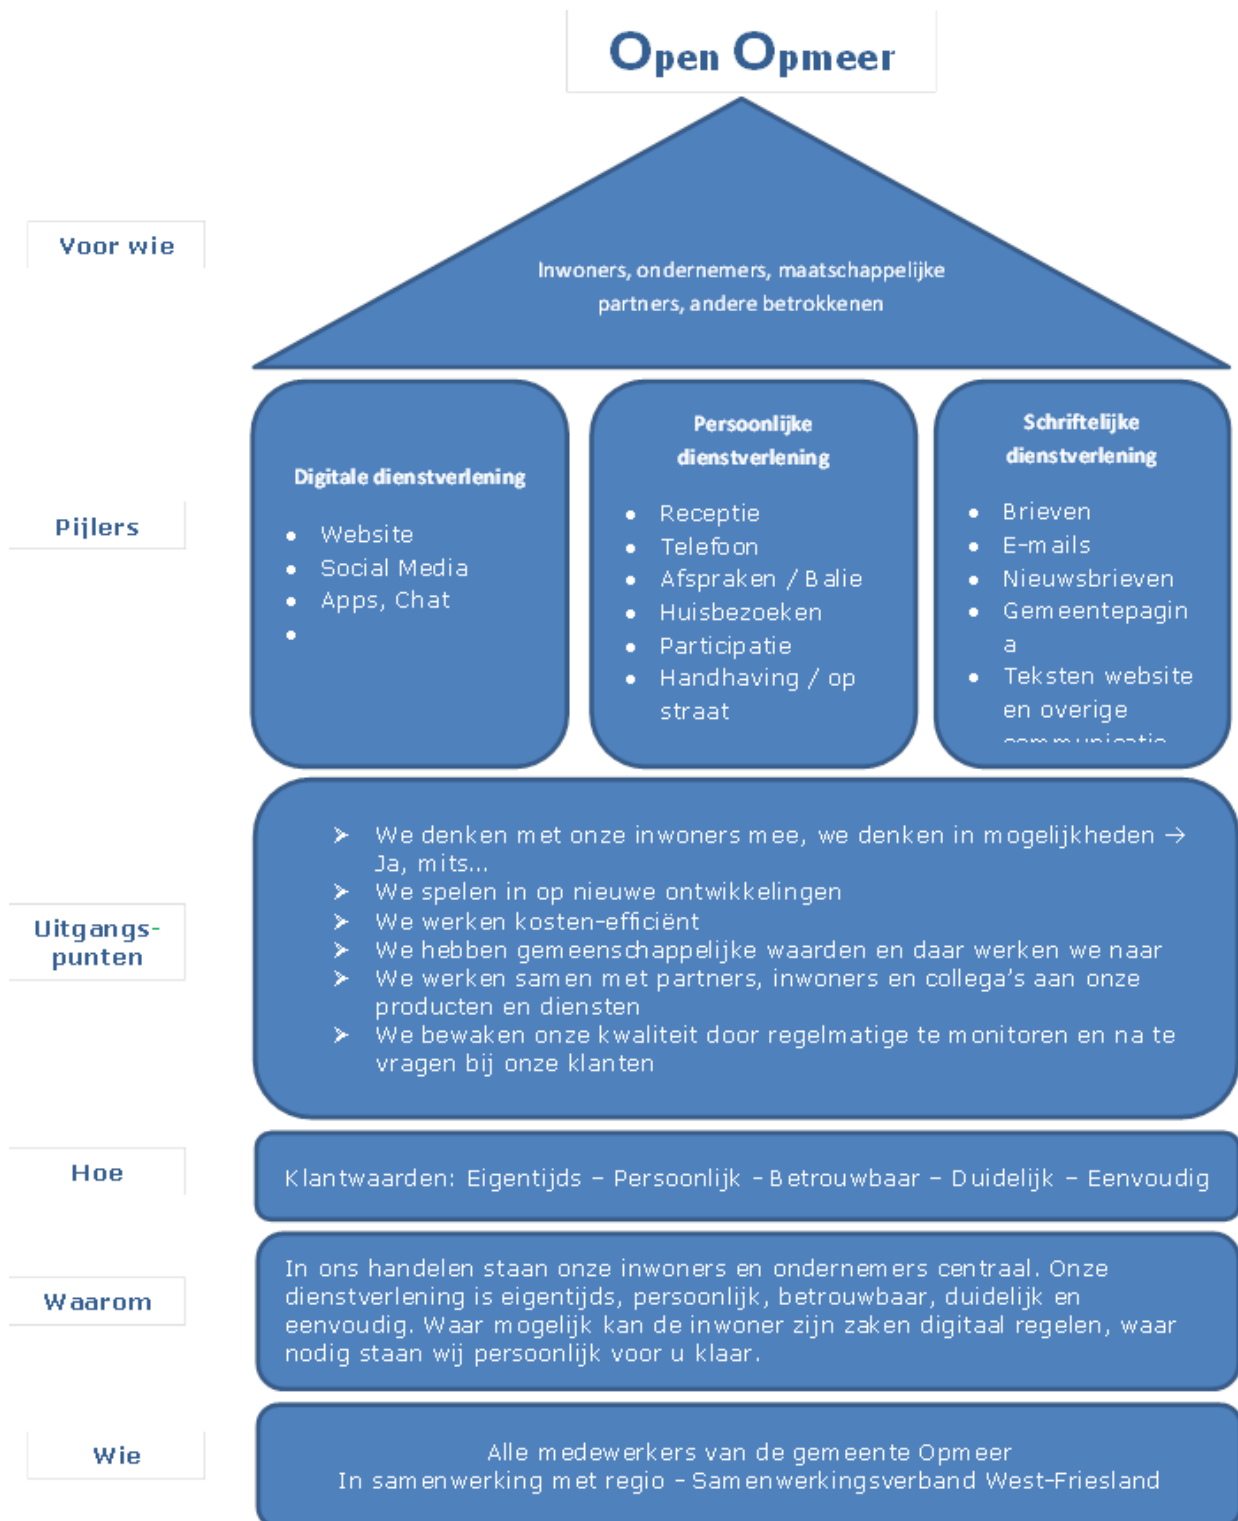 Open Opmeer
Voor wie
Inwoners, ondernemers, maatschappelijke
partners, andere betrokkenen
Pijlers
Digitale dienstverlening
• Website
• Social Media
• Apps, Chat
•
Persoonlijke
dienstverlening
• Receptie
• Telefoon
• Afspraken / Balie
• Huisbezoeken
• Participatie
• Handhaving / op
straat
Schriftelijke
dienstverlening
• Brieven
• E-mails
• Nieuwsbrieven
• Gemeentepagin
a
• Teksten website
en overige
communicatie
Uitgangs-
punten
➢ We denken met onze inwoners mee, we denken in mogelijkheden →
Ja, mits…
➢ We spelen in op nieuwe ontwikkelingen
➢ We werken kosten-efficiënt
➢ We hebben gemeenschappelijke waarden en daar werken we naar
➢ We werken samen met partners, inwoners en collega's aan onze
producten en diensten
➢ We bewaken onze kwaliteit door regelmatige te monitoren en na te
vragen bij onze klanten
Hoe
Klantwaarden: Eigentijds – Persoonlijk - Betrouwbaar – Duidelijk – Eenvoudig
Waarom
In ons handelen staan onze inwoners en ondernemers centraal. Onze
dienstverlening is eigentijds, persoonlijk, betrouwbaar, duidelijk en
eenvoudig. Waar mogelijk kan de inwoner zijn zaken digitaal regelen, waar
nodig staan wij persoonlijk voor u klaar.
Wie
Alle medewerkers van de gemeente Opmeer
In samenwerking met regio - Samenwerkingsverband West-Friesland